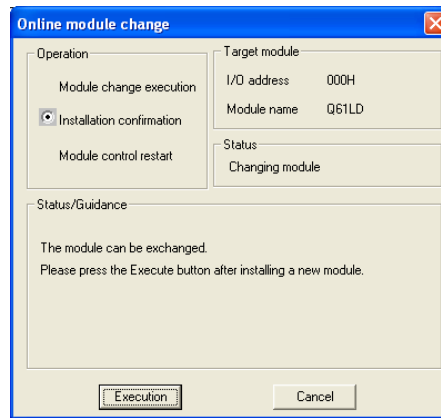 Online module change
Operation
Module change execution
Installation confirmation
Module control restart
Target module
I/O address 000H
Module name Q61LD
Status
Changing module
Status/Guidance
The module can be exchanged.
Please press the Execute button after installing a new module.
Execution Cancel